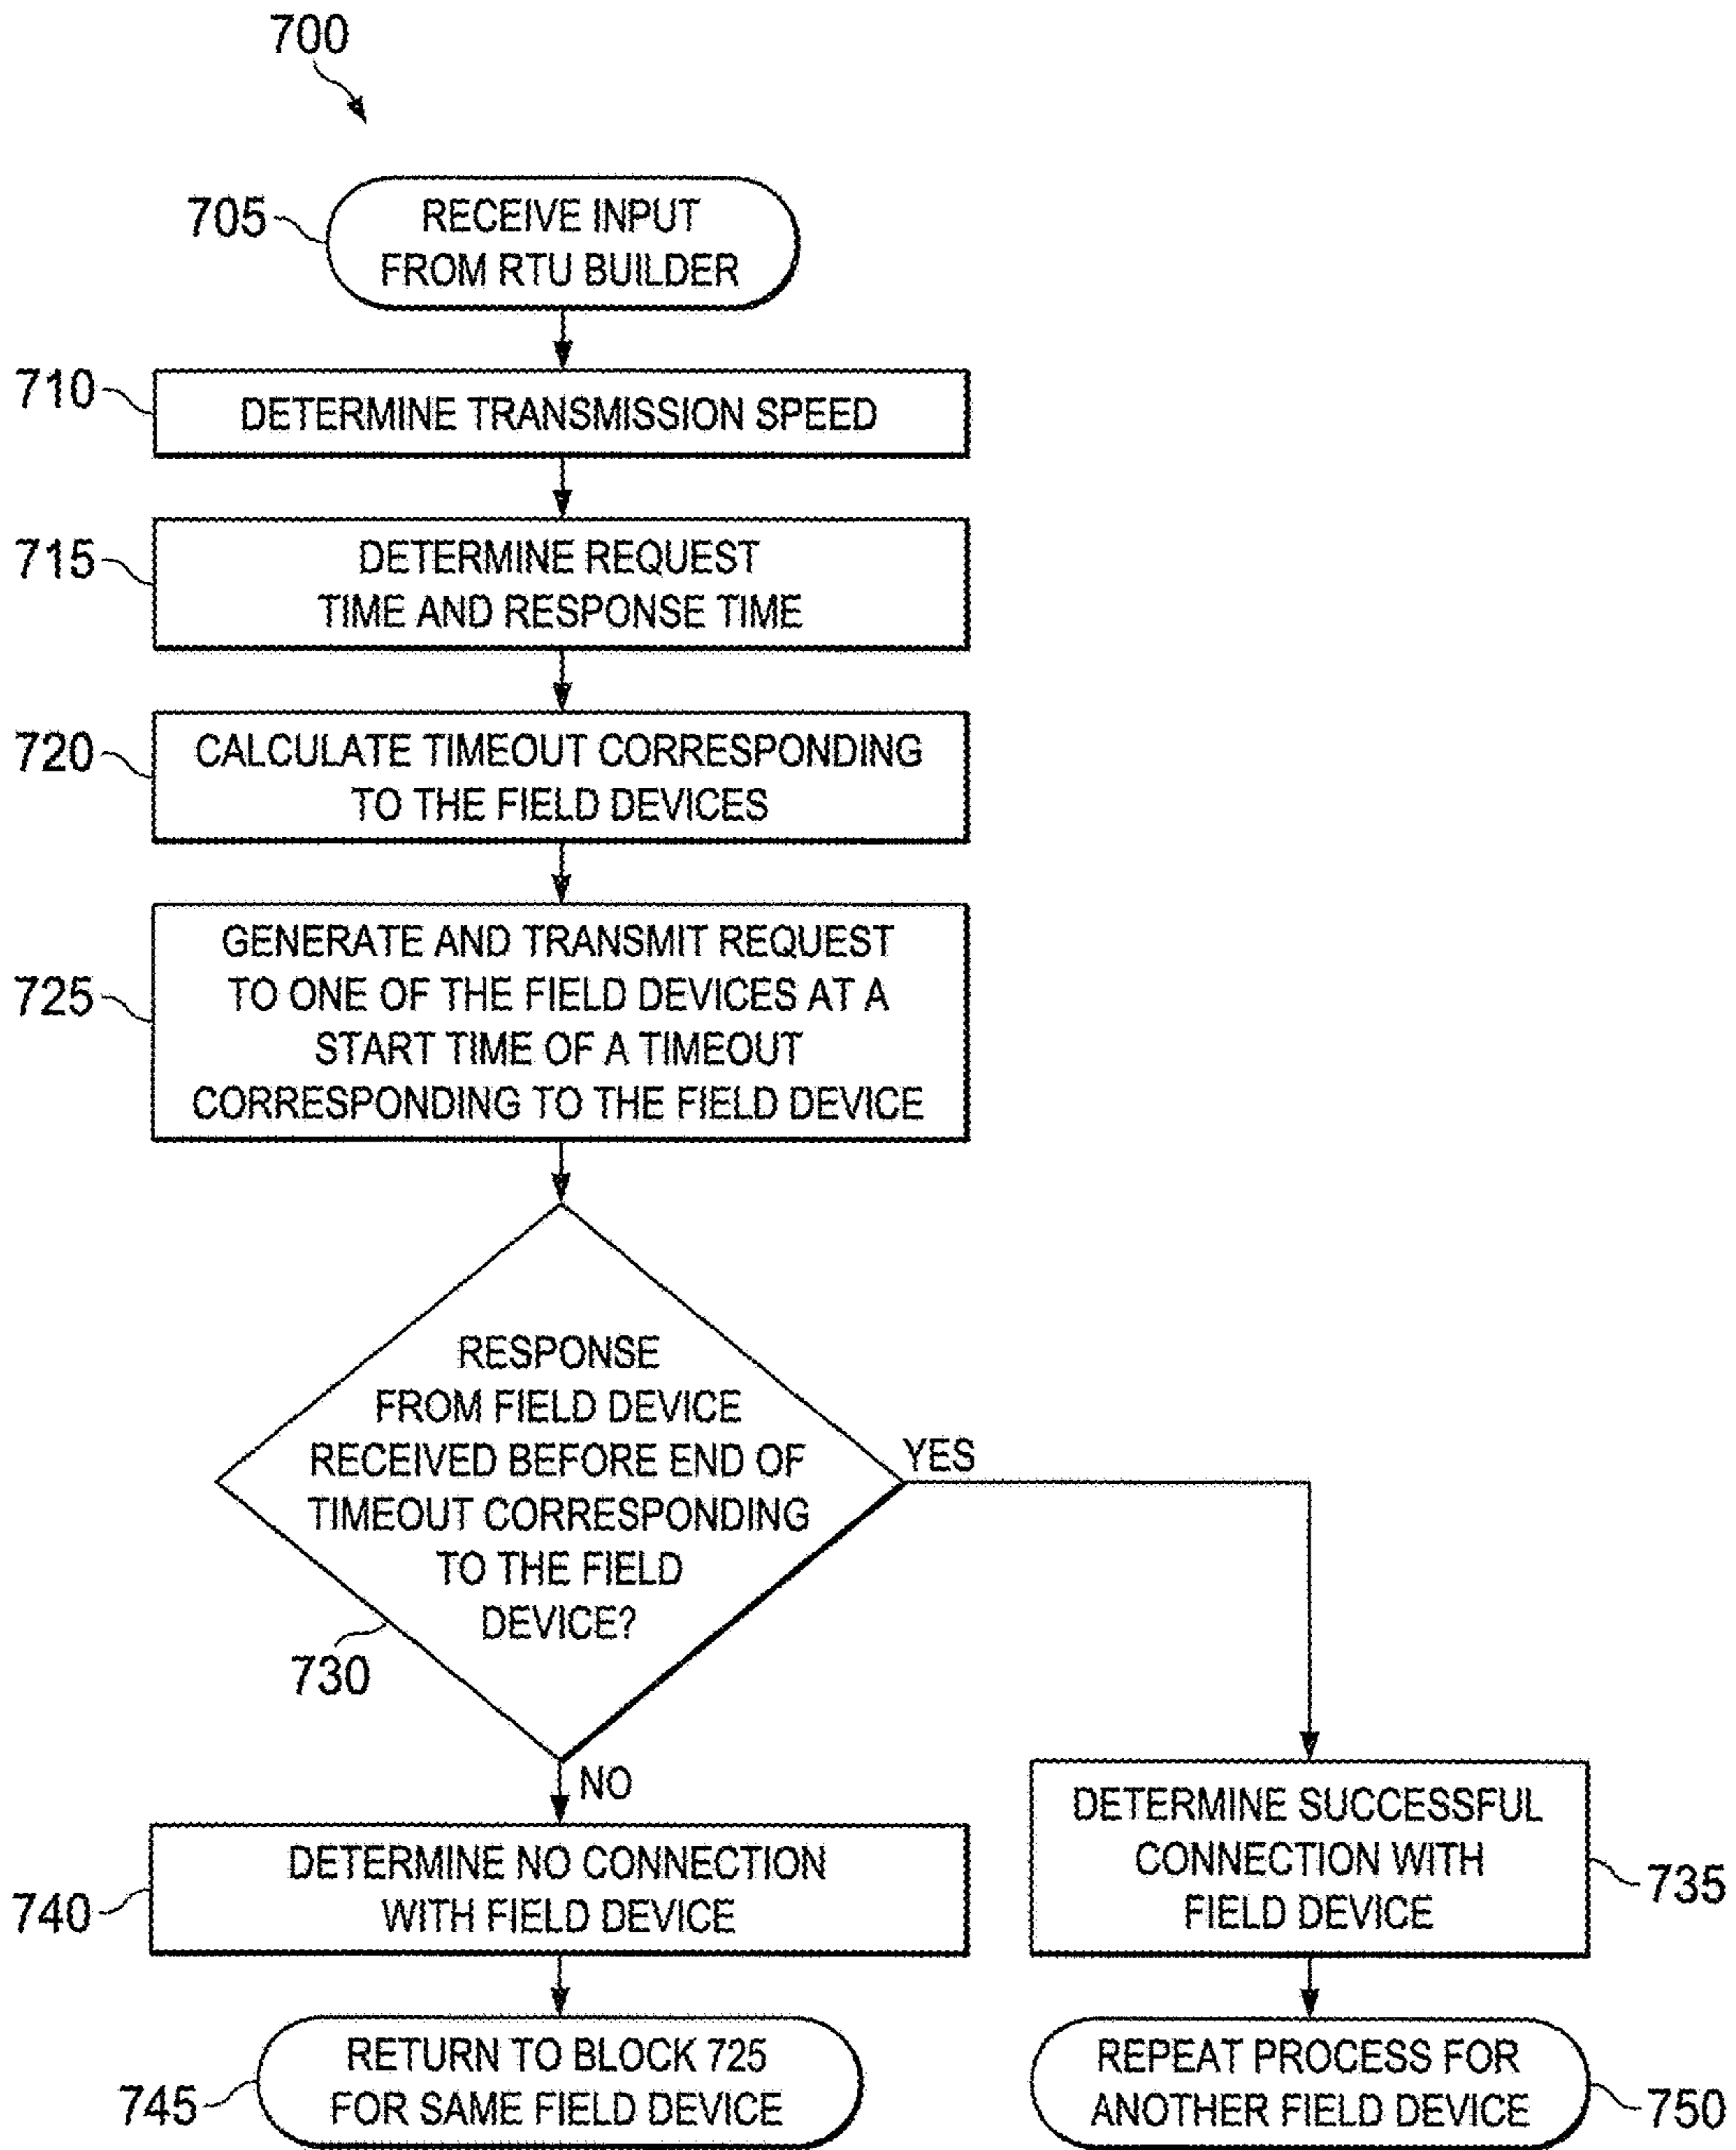 700
705
RECEIVE INPUT
FROM RTU BUILDER
710
DETERMINE TRANSMISSION SPEED
715
DETERMINE REQUEST
TIME AND RESPONSE TIME
720
CALCULATE TIMEOUT CORRESPONDING
TO THE FIELD DEVICES
725
GENERATE AND TRANSMIT REQUEST
TO ONE OF THE FIELD DEVICES AT A
START TIME OF A TIMEOUT
CORRESPONDING TO THE FIELD DEVICE
RESPONSE
FROM FIELD DEVICE
RECEIVED BEFORE END OF
TIMEOUT CORRESPONDING
TO THE FIELD
DEVICE?
730
YES
NO
DETERMINE SUCCESSFUL
CONNECTION WITH
FIELD DEVICE
735
740
DETERMINE NO CONNECTION
WITH FIELD DEVICE
745
RETURN TO BLOCK 725
FOR SAME FIELD DEVICE
REPEAT PROCESS FOR
ANOTHER FIELD DEVICE
750